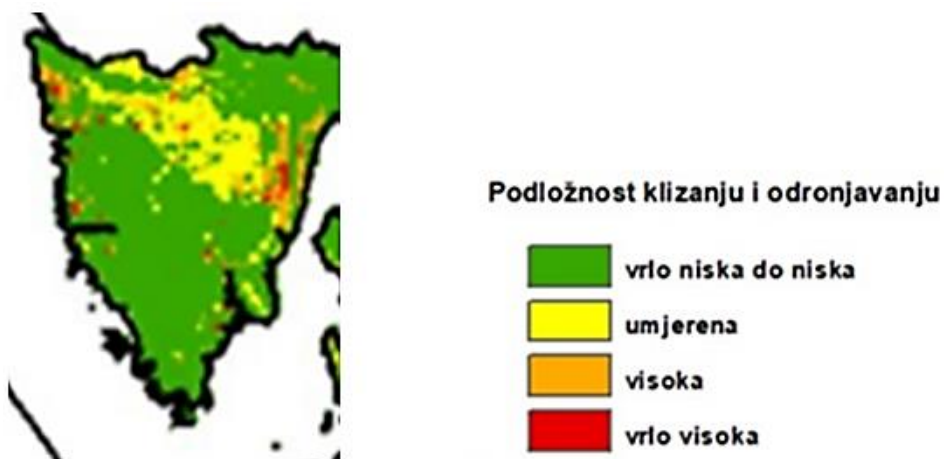 Podložnost klizanju i odronjavanju
vrlo niska do niska
umjerena
visoka
vrlo visoka